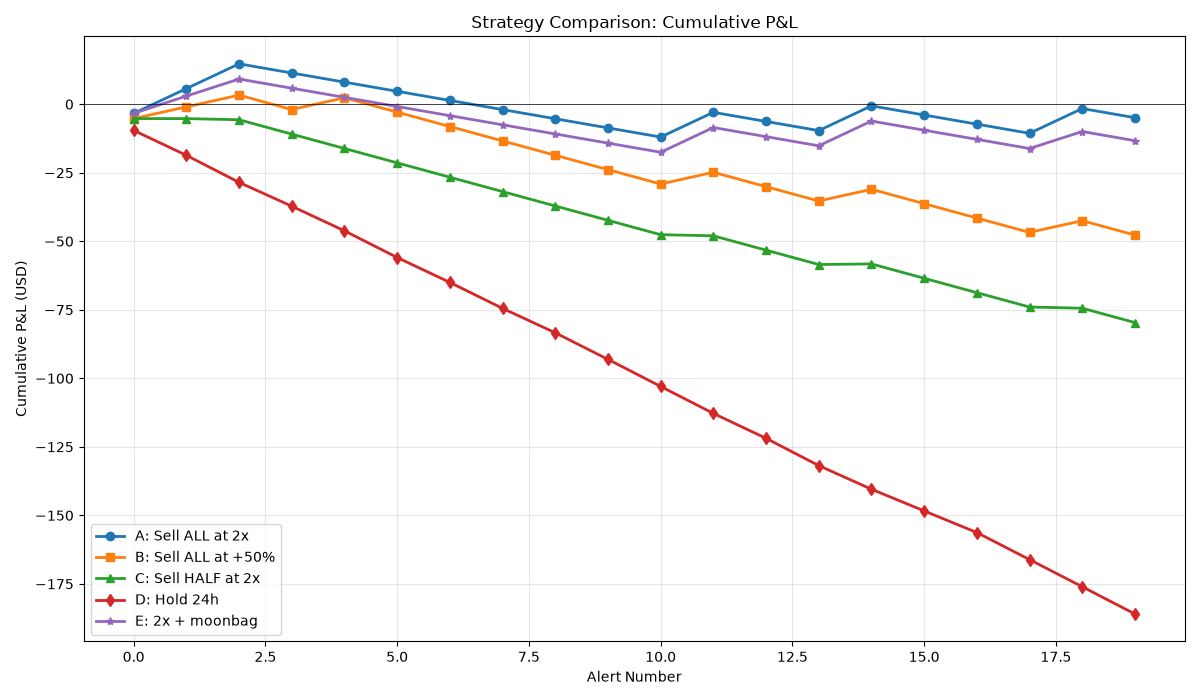 Strategy Comparison: Cumulative P&L
Cumulative P&L (USD)
0
−25
−50
−75
−100
−125
−150
−175
A: Sell ALL at 2x
B: Sell ALL at +50%
C: Sell HALF at 2x
D: Hold 24h
E: 2x + moonbag
0.0 2.5 5.0 7.5 10.0 12.5 15.0 17.5
Alert Number